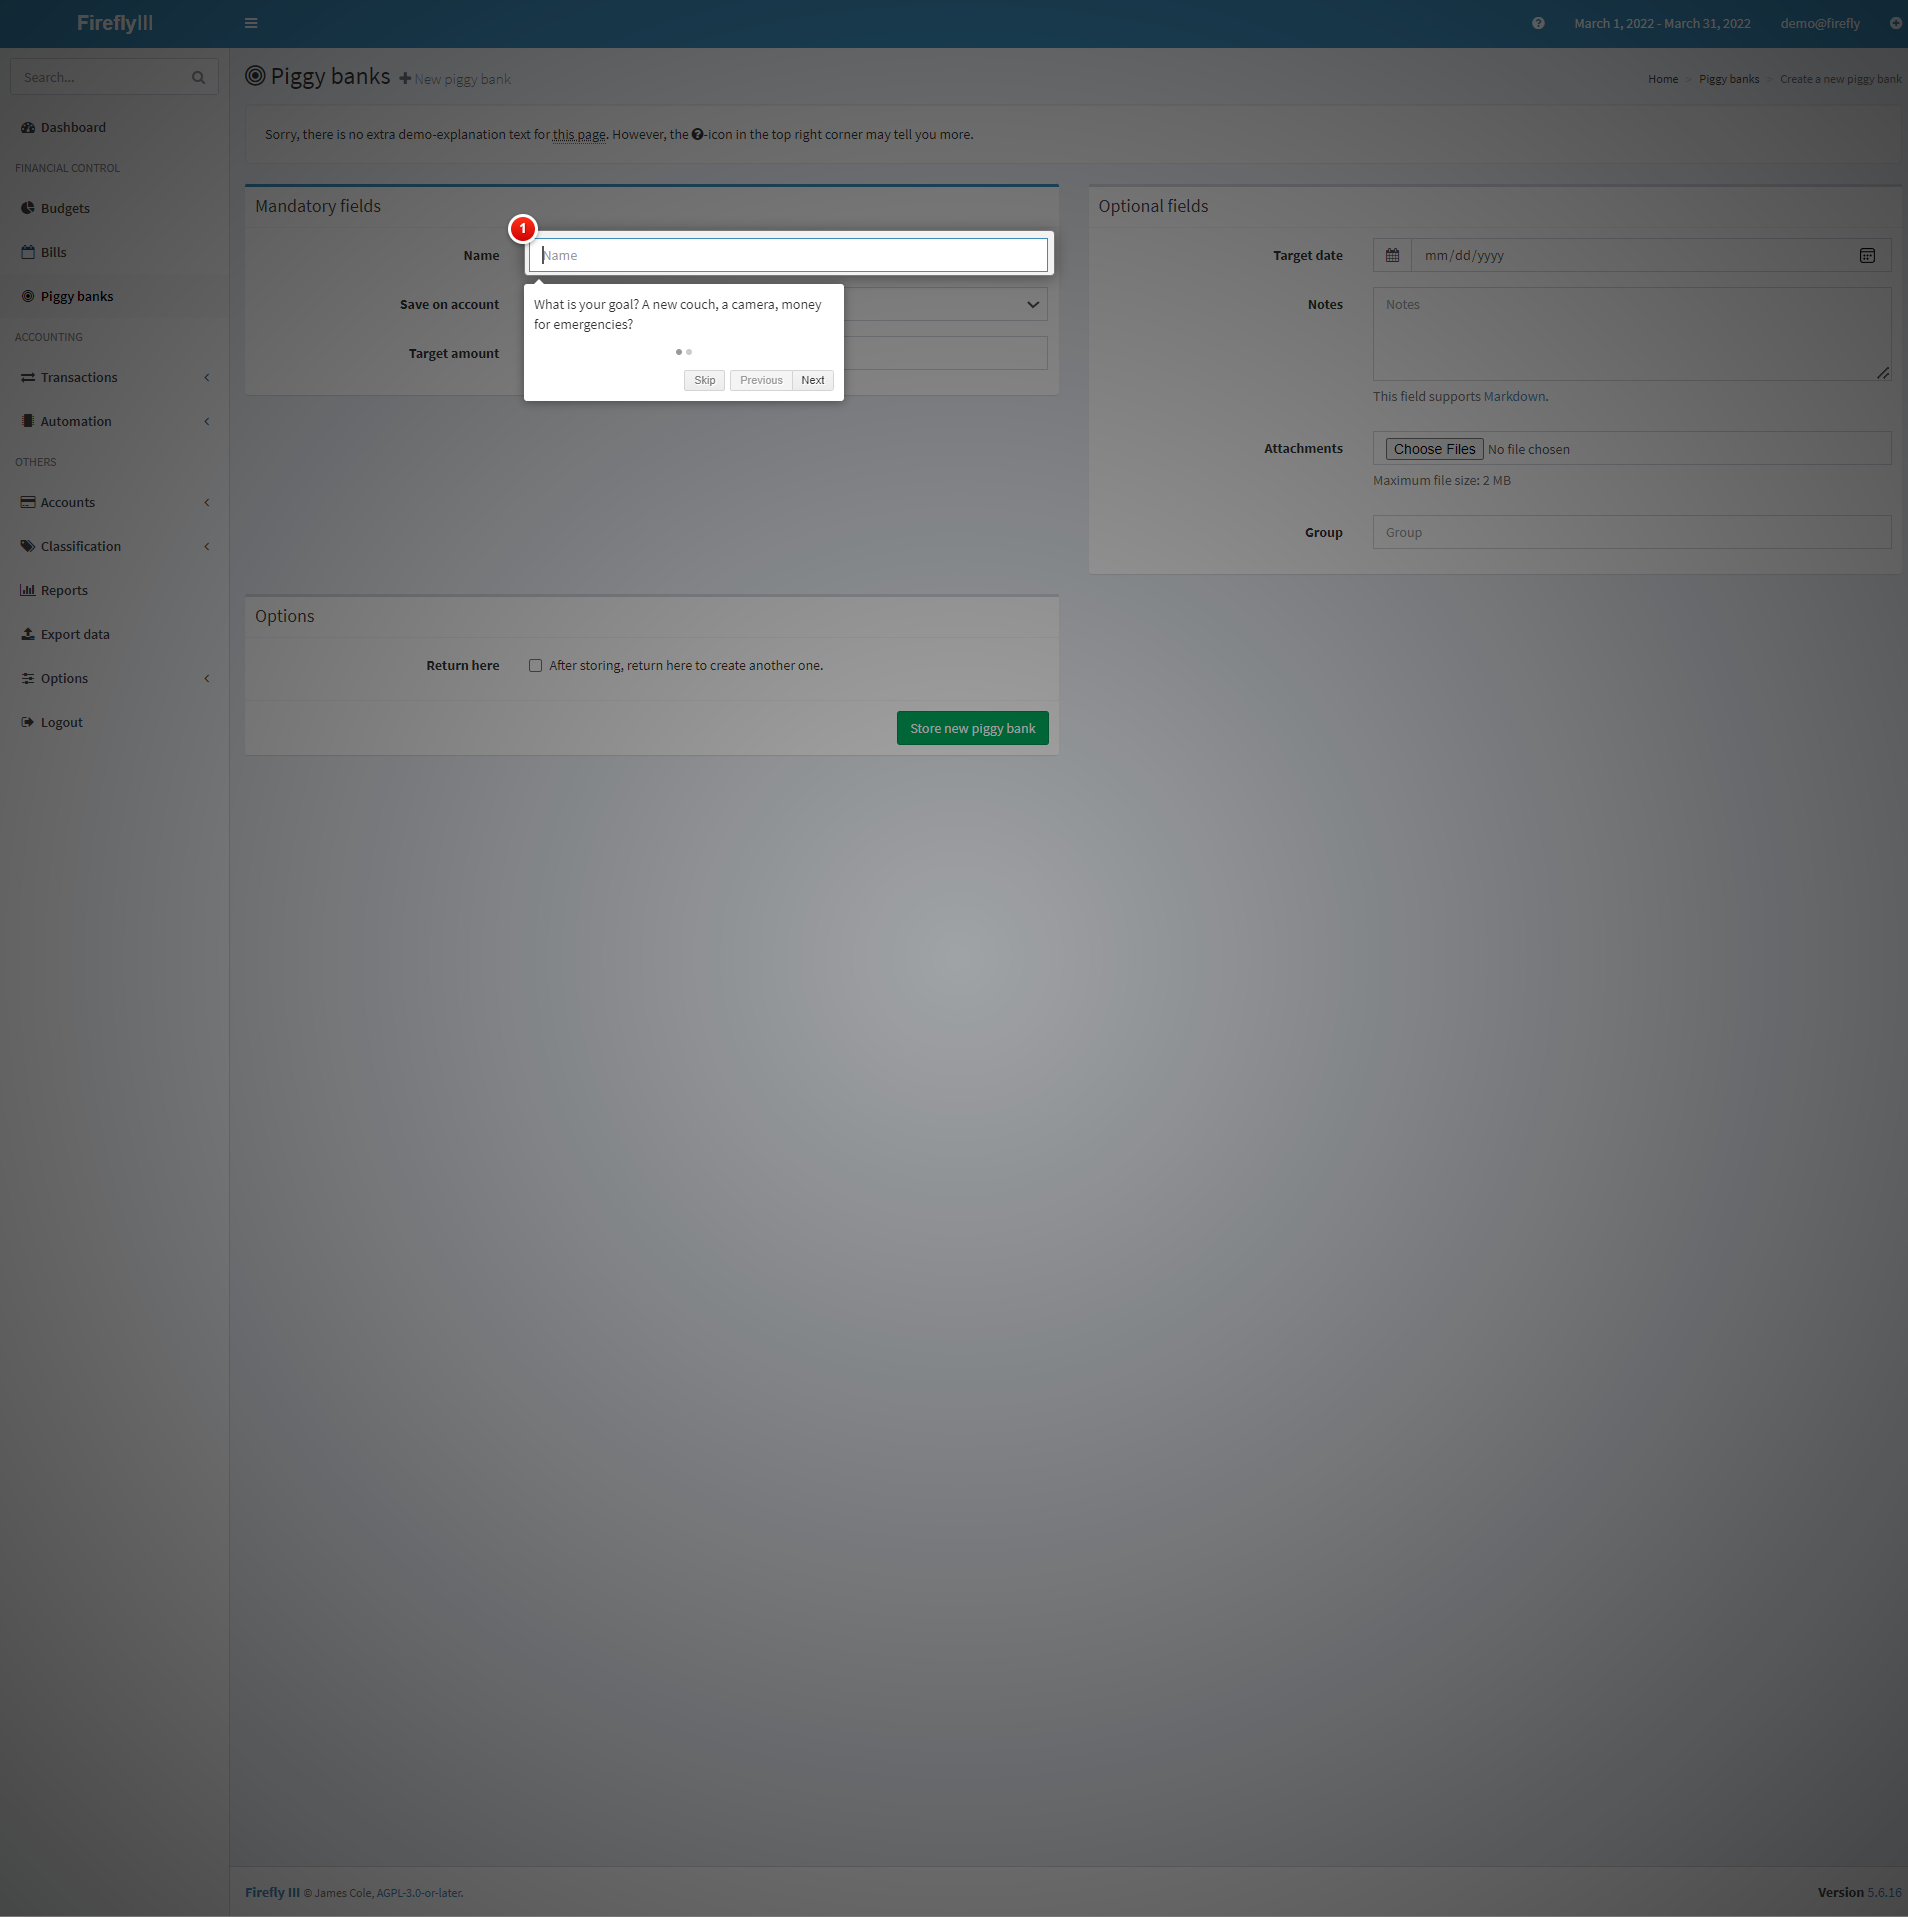 FireflyIII
March 1, 2022 - March 31, 2022
demo@firefly
Search...
Piggy banks New piggy bank
Home > Piggy banks > Create a new piggy bank
Dashboard
Sorry, there is no extra demo-explanation text for this page. However, the ?-icon in the top right corner may tell you more.
FINANCIAL CONTROL
Budgets
Bills
Piggy banks
ACCOUNTING
Transactions
Automation
OTHERS
Accounts
Classification
Reports
Export data
Options
Logout
Mandatory fields
1
Name
Name
Save on account
Target amount
What is your goal? A new couch, a camera, money
for emergencies?
Skip
Previous
Next
Optional fields
Target date
mm/dd/yyyy
Notes
Notes
This field supports Markdown.
Attachments
Choose Files No file chosen
Maximum file size: 2 MB
Group
Group
Options
Return here
After storing, return here to create another one.
Store new piggy bank
Firefly III © James Cole, AGPL-3.0-or-later.
Version 5.6.16